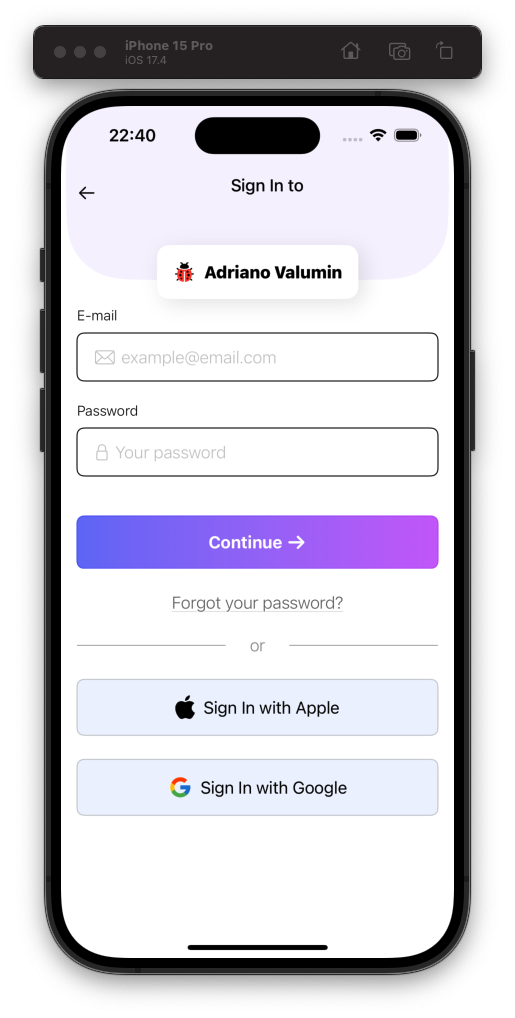 iPhone 15 Pro
iOS 17.4
22:40
Sign In to
Adriano Valumin
E-mail
example@email.com
Password
Your password
Continue →
Forgot your password?
or
Sign In with Apple
Sign In with Google